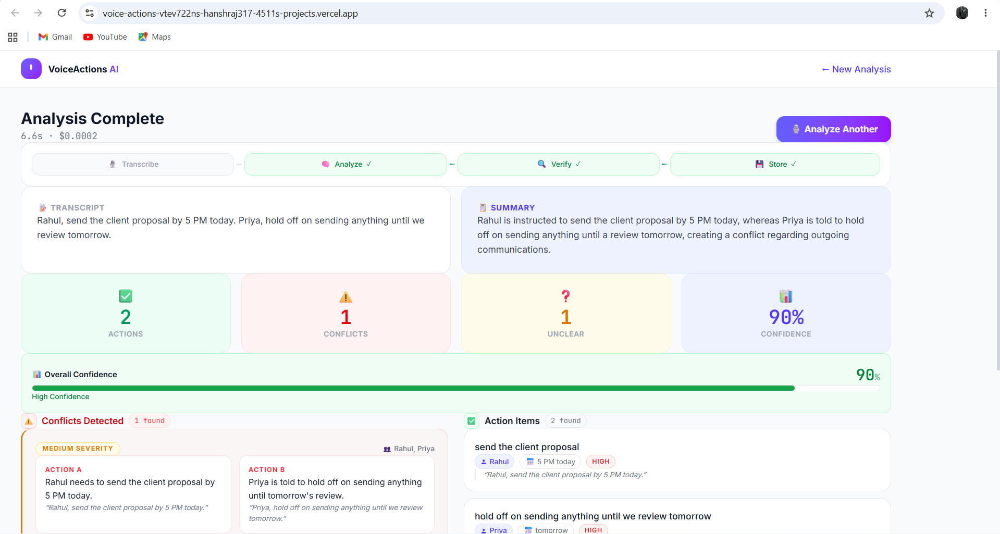 voice-actions-vtev722ns-hanshraj317-4511s-projects.vercel.app
Gmail YouTube Maps
VoiceActions AI
← New Analysis
Analysis Complete
6.6s · $0.0002
Analyze Another
Transcribe
Analyze ✓
Verify ✓
Store ✓
TRANSCRIPT
Rahul, send the client proposal by 5 PM today. Priya, hold off on sending anything until we
review tomorrow.
SUMMARY
Rahul is instructed to send the client proposal by 5 PM today, whereas Priya is told to hold
off on sending anything until a review tomorrow, creating a conflict regarding outgoing
communications.
2
ACTIONS
1
CONFLICTS
1
UNCLEAR
90%
CONFIDENCE
Overall Confidence
90%
High Confidence
Conflicts Detected 1 found
MEDIUM SEVERITY
Rahul, Priya
ACTION A
Rahul needs to send the client proposal by
5 PM today.
“Rahul, send the client proposal by 5 PM today.”
ACTION B
Priya is told to hold off on sending anything
until tomorrow's review.
“Priya, hold off on sending anything until we review
tomorrow.”
Action Items 2 found
send the client proposal
Rahul 5 PM today HIGH
“Rahul, send the client proposal by 5 PM today.”
hold off on sending anything until we review tomorrow
Priya tomorrow HIGH